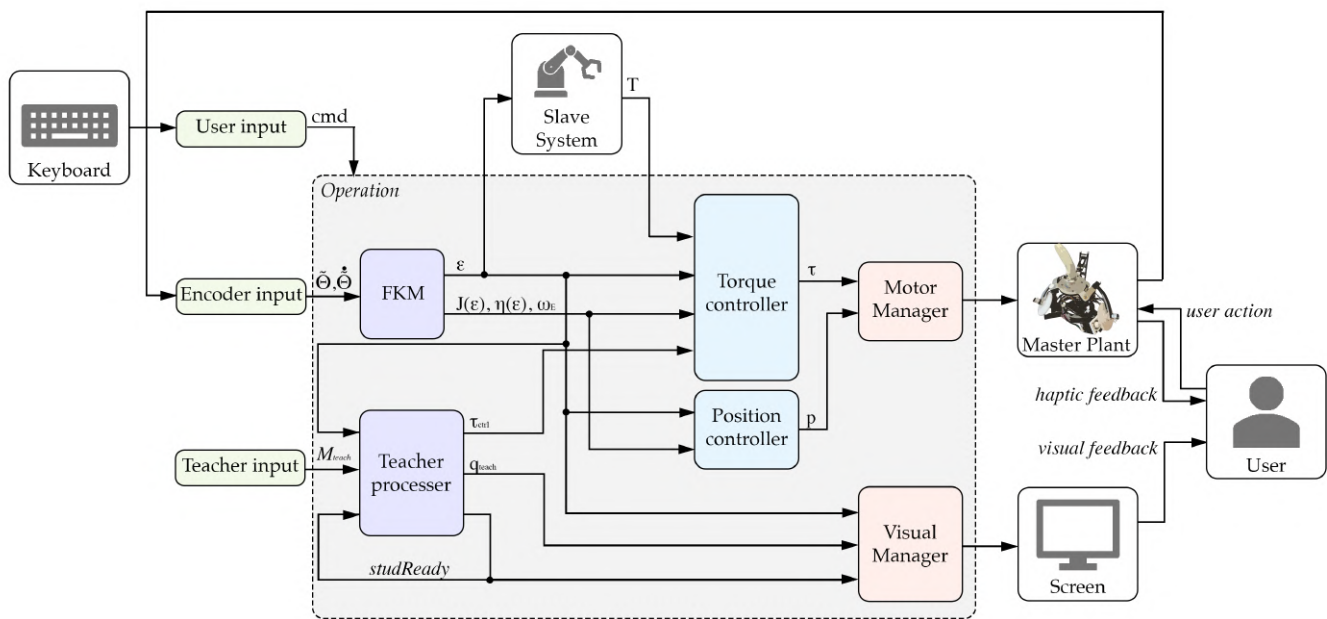 Keyboard
User input
cmd
Slave
System
T
Operation
Encoder input
Θ̃, Θ̃̇
FKM
ε
J(ε), η(ε), ωE
Torque
controller
τ
Motor
Manager
Master Plant
user action
haptic feedback
visual feedback
User
Position
controller
p
Teacher input
Mteach
Teacher
processer
τctrl
qteach
studReady
Visual
Manager
Screen